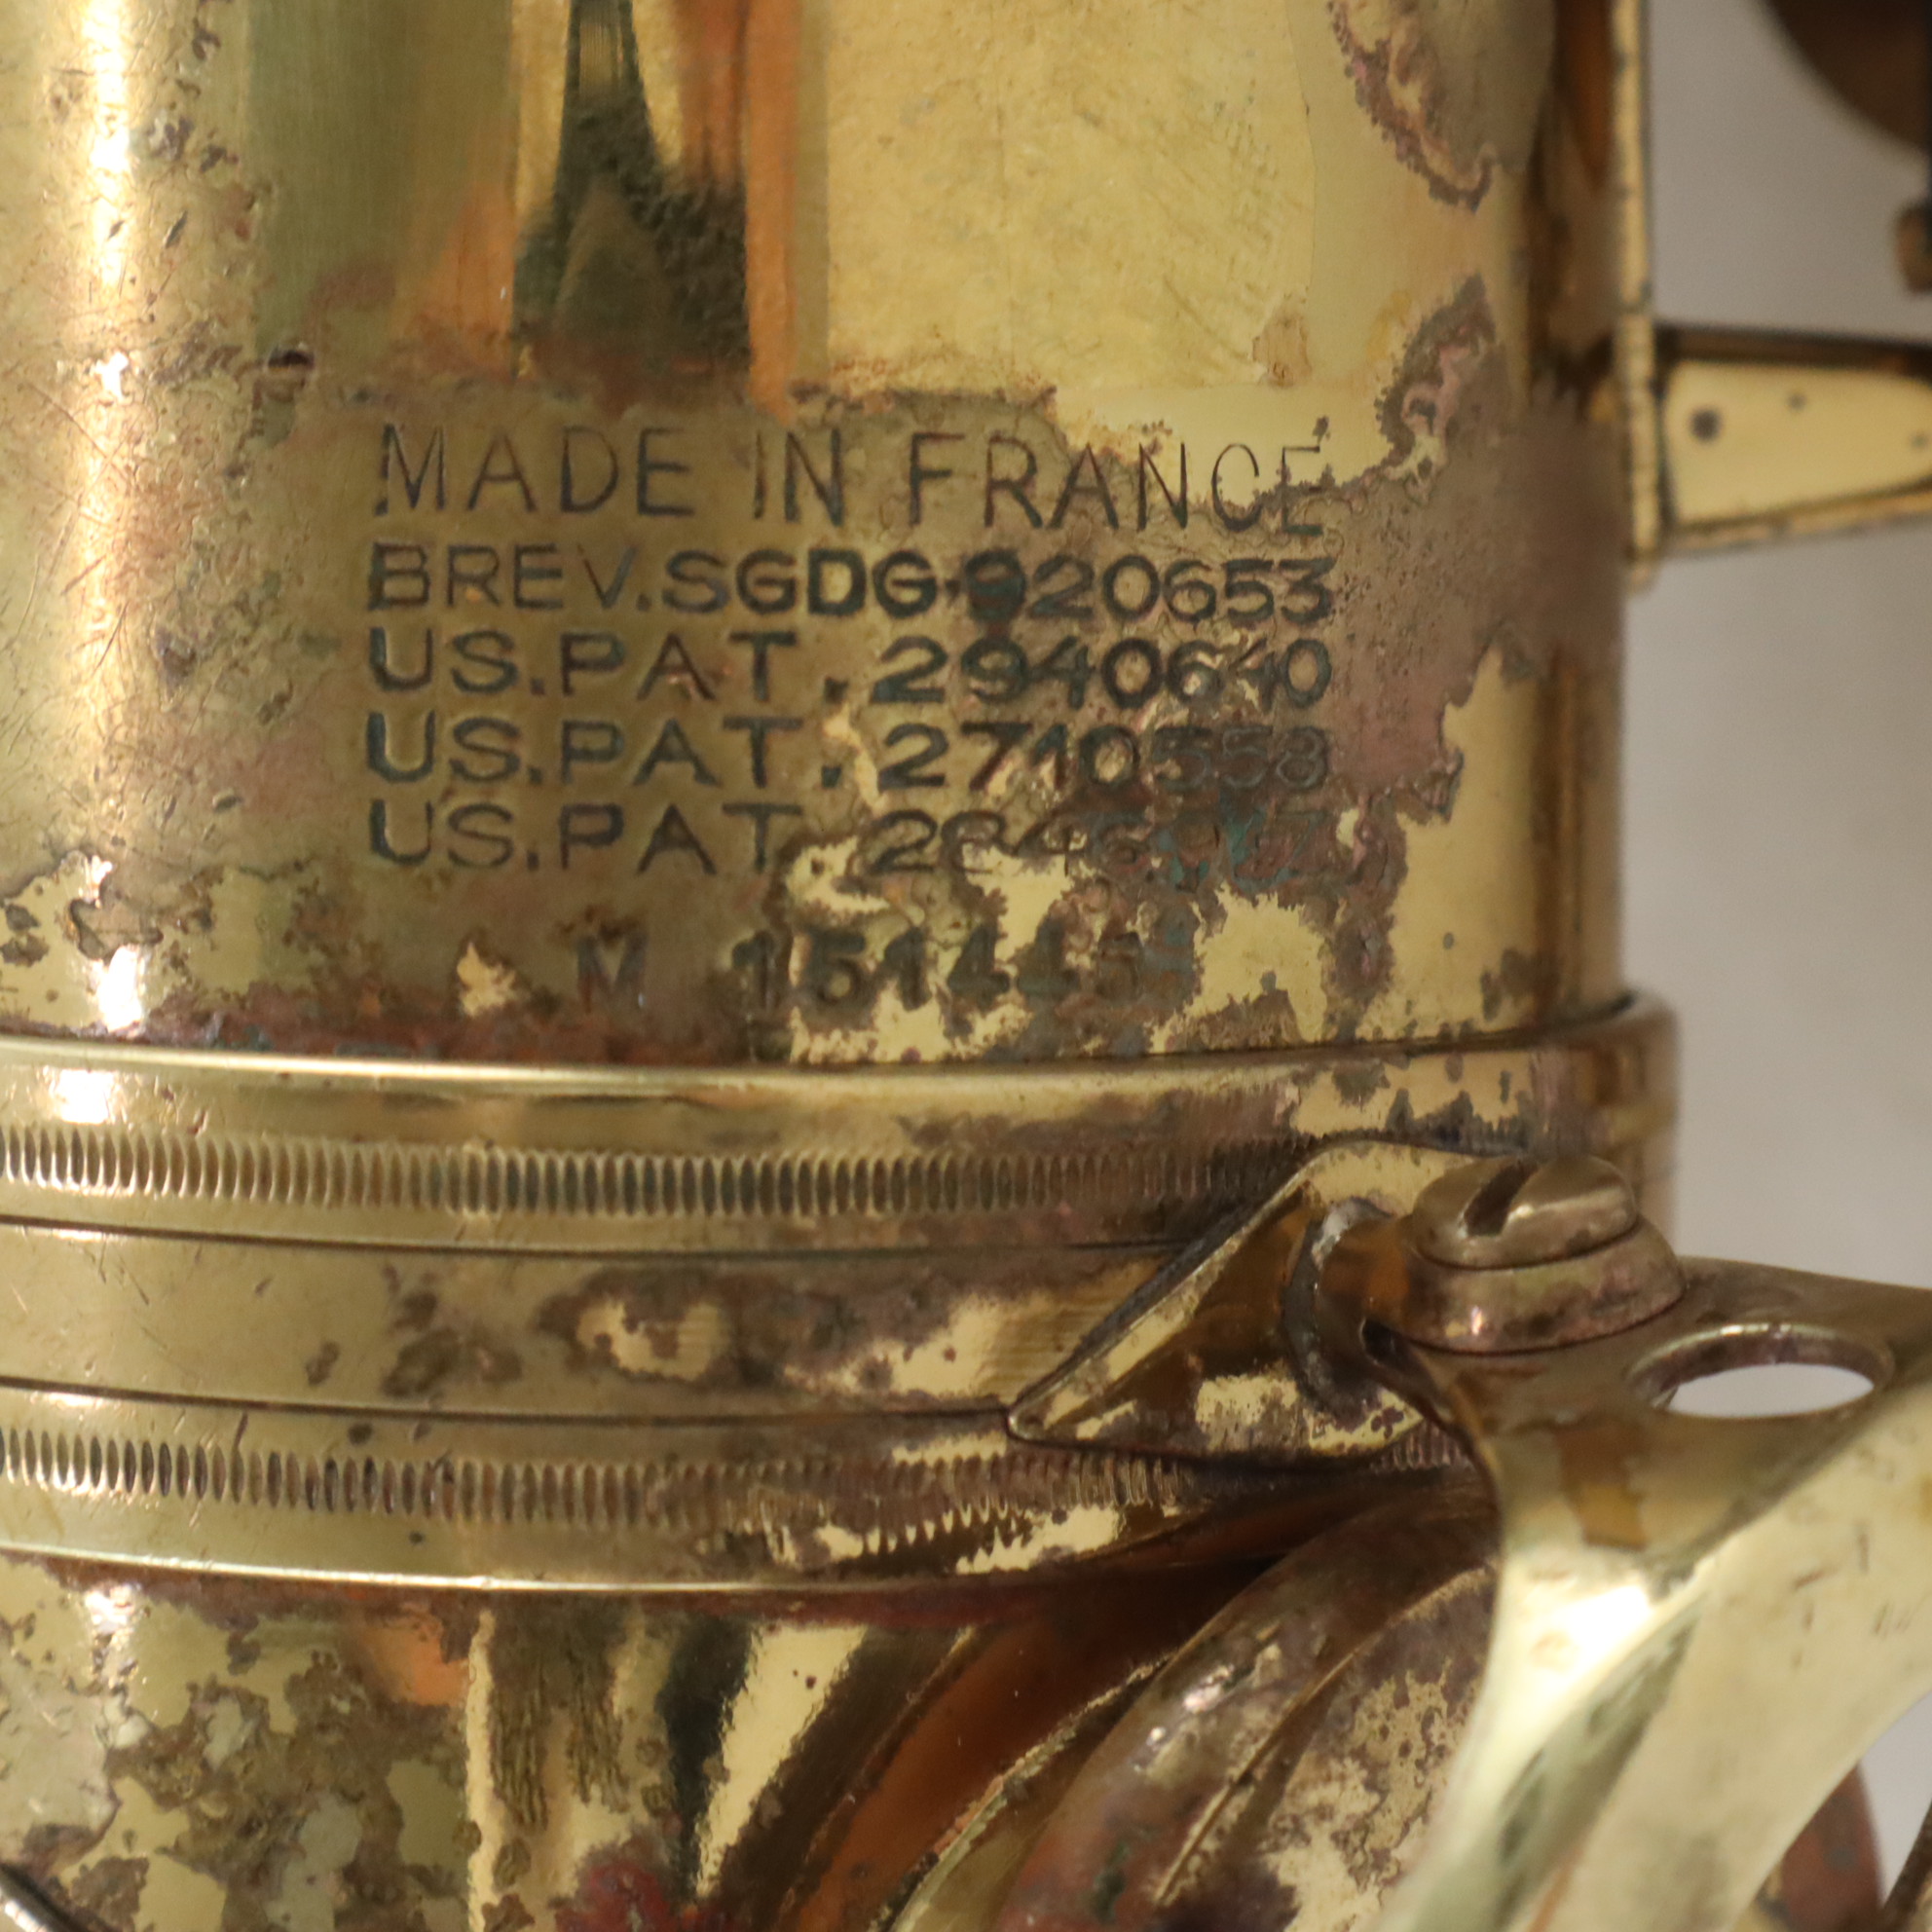 MADE IN FRANCE
BREV.SGDG.920653
US.PAT.2940640
US.PAT.2710558
US.PAT.
M 151445